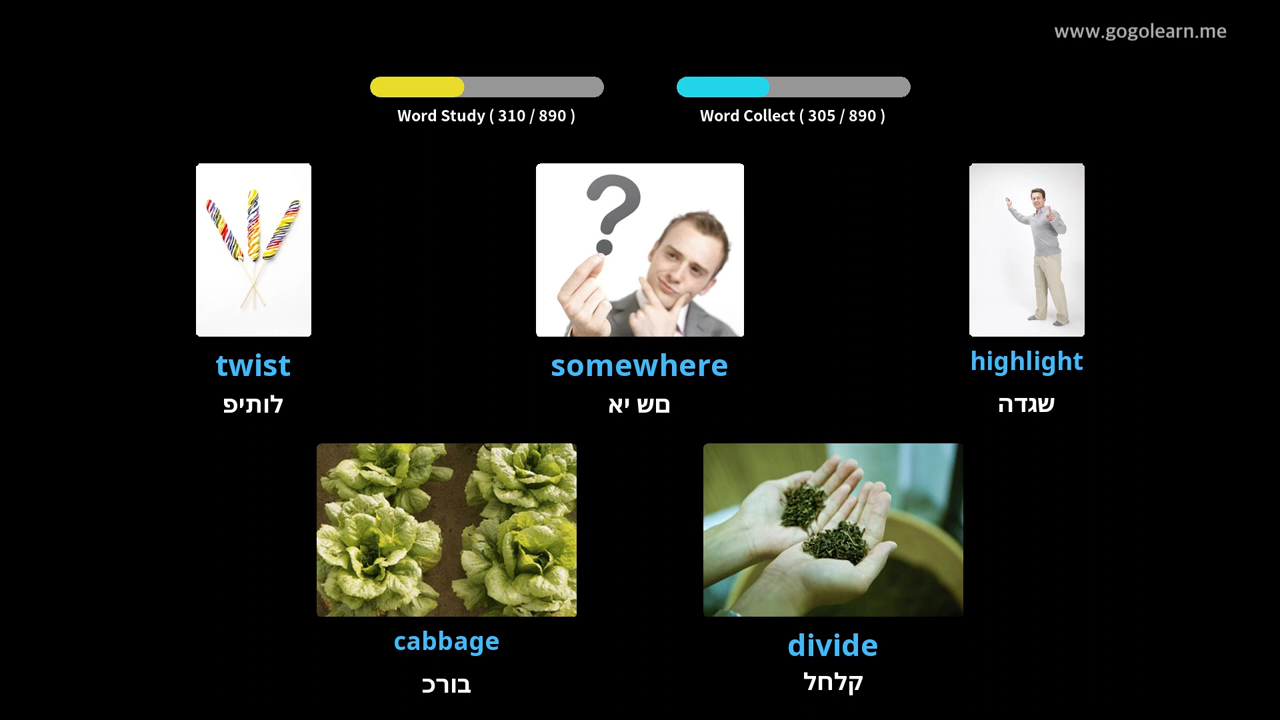 www.gogolearn.me
Word Study ( 310 / 890 )
Word Collect ( 305 / 890 )
twist
לותיפ
somewhere
םש יא
highlight
שגדה
cabbage
בורכ
divide
קלחל